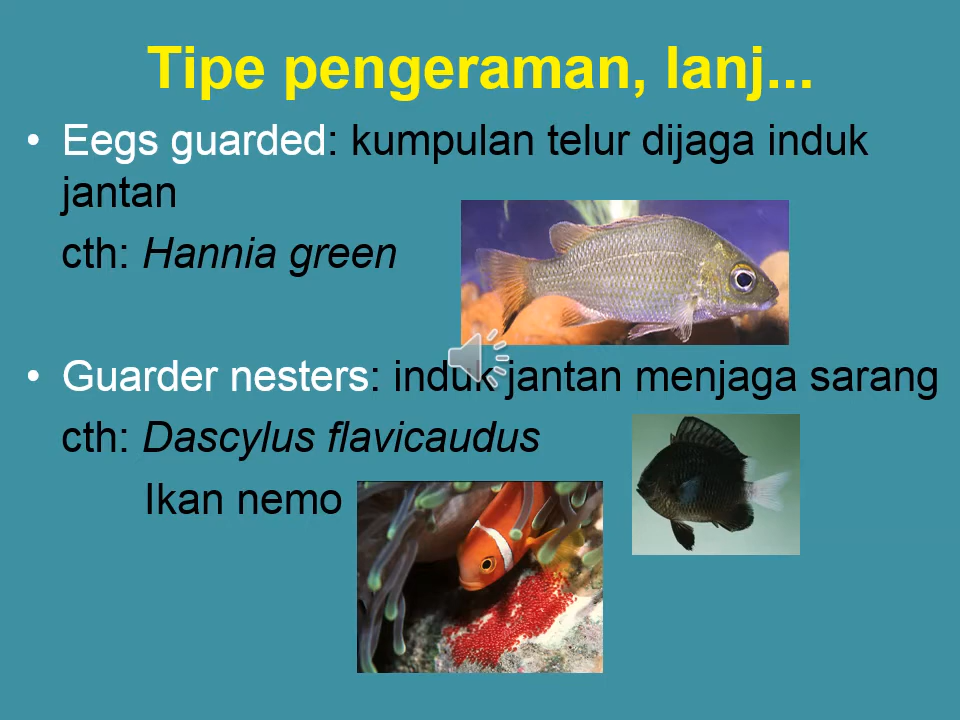 Tipe pengeraman, lanj...
• Eegs guarded: kumpulan telur dijaga induk
jantan
cth: Hannia green
• Guarder nesters: induk jantan menjaga sarang
cth: Dascylus flavicaudus
Ikan nemo